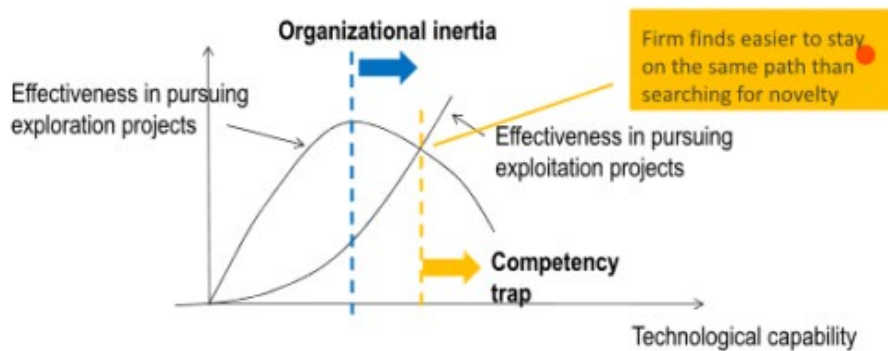 Organizational inertia
Firm finds easier to stay
on the same path than
searching for novelty
Effectiveness in pursuing
exploration projects
Effectiveness in pursuing
exploitation projects
Competency
trap
Technological capability